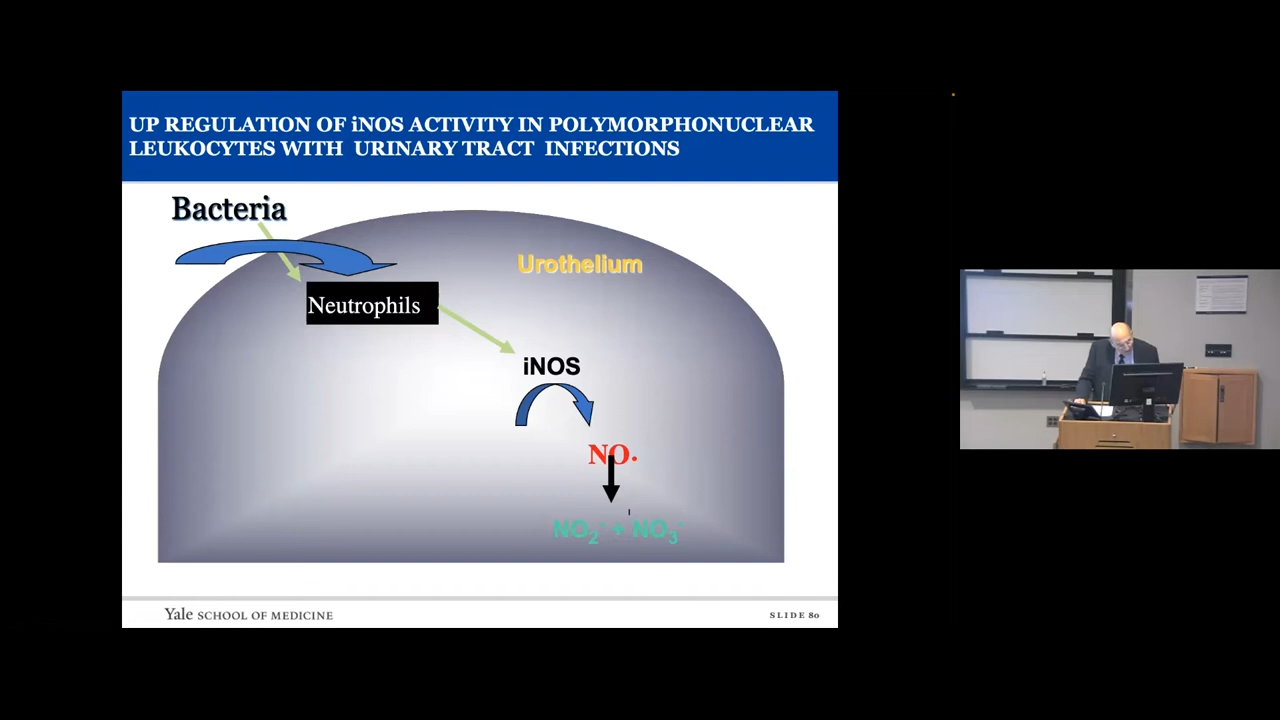 UP REGULATION OF iNOS ACTIVITY IN POLYMORPHONUCLEAR
LEUKOCYTES WITH URINARY TRACT INFECTIONS
Bacteria
Urothelium
Neutrophils
iNOS
NO·
NO₂⁻ + NO₃⁻
Yale SCHOOL OF MEDICINE
SLIDE 80